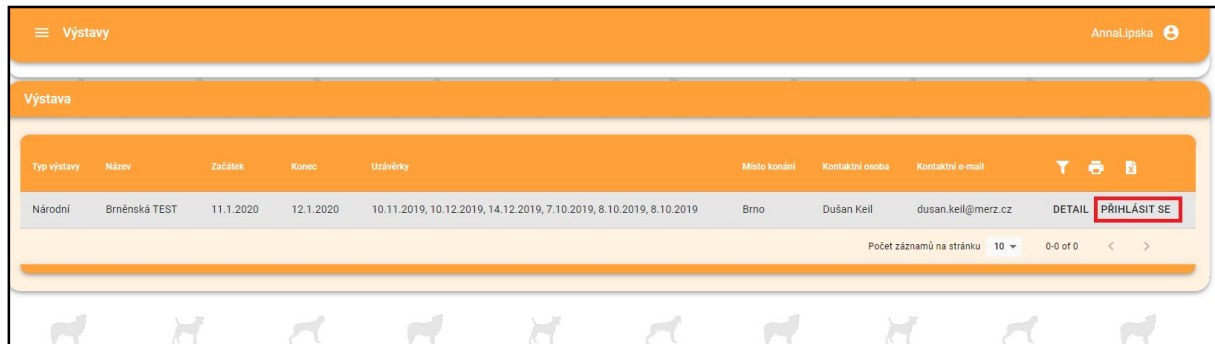 Výstavy AnnaLipska
Výstava
Typ výstavy Název Začátek Konec Uzávěrky Místo konání Kontaktní osoba Kontaktní e-mail
Národní Brněnská TEST 11.1.2020 12.1.2020 10.11.2019, 10.12.2019, 14.12.2019, 7.10.2019, 8.10.2019, 8.10.2019 Brno Dušan Keil dusan.keil@merz.cz DETAIL PŘIHLÁSIT SE
Počet záznamů na stránku 10 0-0 of 0